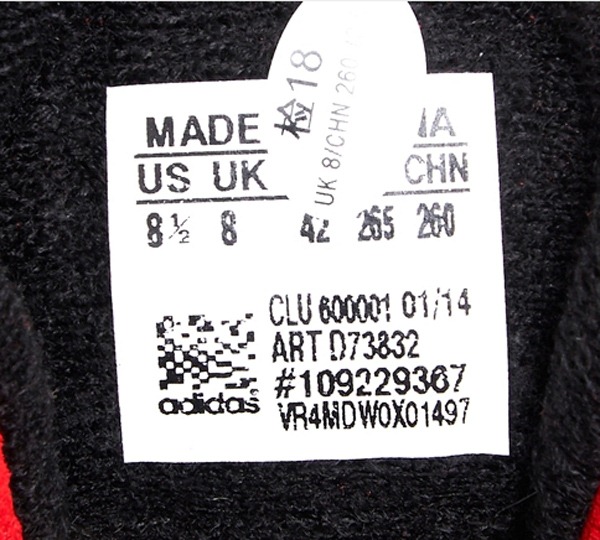 检18
UK 8/CHN 260
MADE IA
US UK CHN
8½ 8 42 265 260
CLU 600001 01/14
ART D73832
#109229367
VR4MDW0X01497
adidas